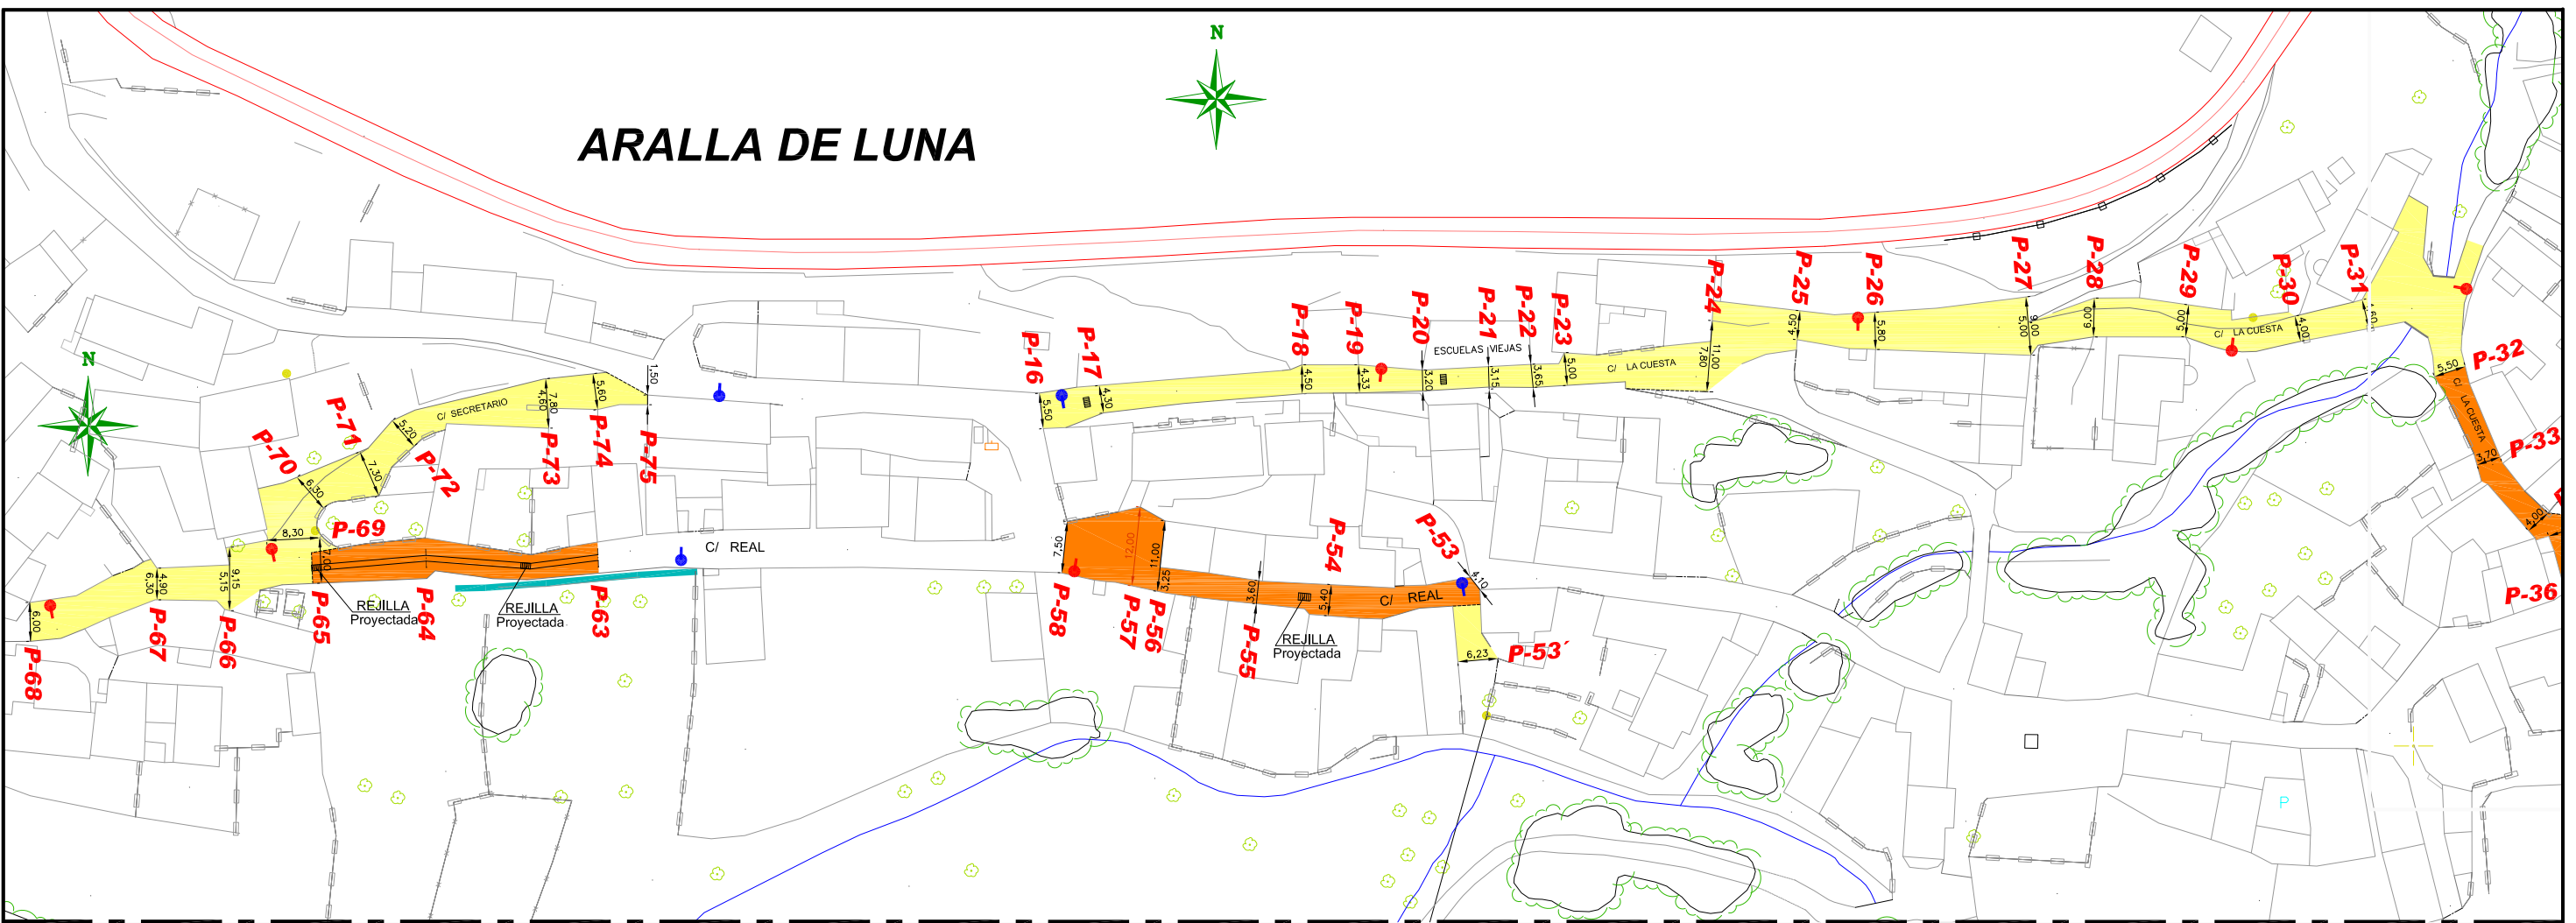 N
ARALLA DE LUNA
N
P-16
P-17
P-18
P-19
P-20
P-21
P-22
P-23
P-24
P-25
P-26
P-27
P-28
P-29
P-30
P-31
P-32
P-33
P-36
5,50
4,30
4,50
4,33
3,20
ESCUELAS VIEJAS
3,15
3,65
5,00
C/ LA CUESTA
11,00
7,80
4,50
5,80
9,00
5,00
6,00
5,00
C/ LA CUESTA
4,00
5,50
C/ LA CUESTA
3,70
4,00
P-70
P-71
P-72
P-73
P-74
P-75
C/ SECRETARIO
1,50
5,60
7,80
4,60
5,20
7,30
6,30
P-69
8,30
7,00
9,15
5,15
4,90
6,30
6,00
P-68
P-67
P-66
P-65
P-64
P-63
REJILLA
Proyectada
REJILLA
Proyectada
C/ REAL
7,50
12,00
11,00
3,25
3,60
5,40
P-58
P-57
P-56
P-55
P-54
P-53
4,10
C/ REAL
REJILLA
Proyectada
6,23
P-53´
P